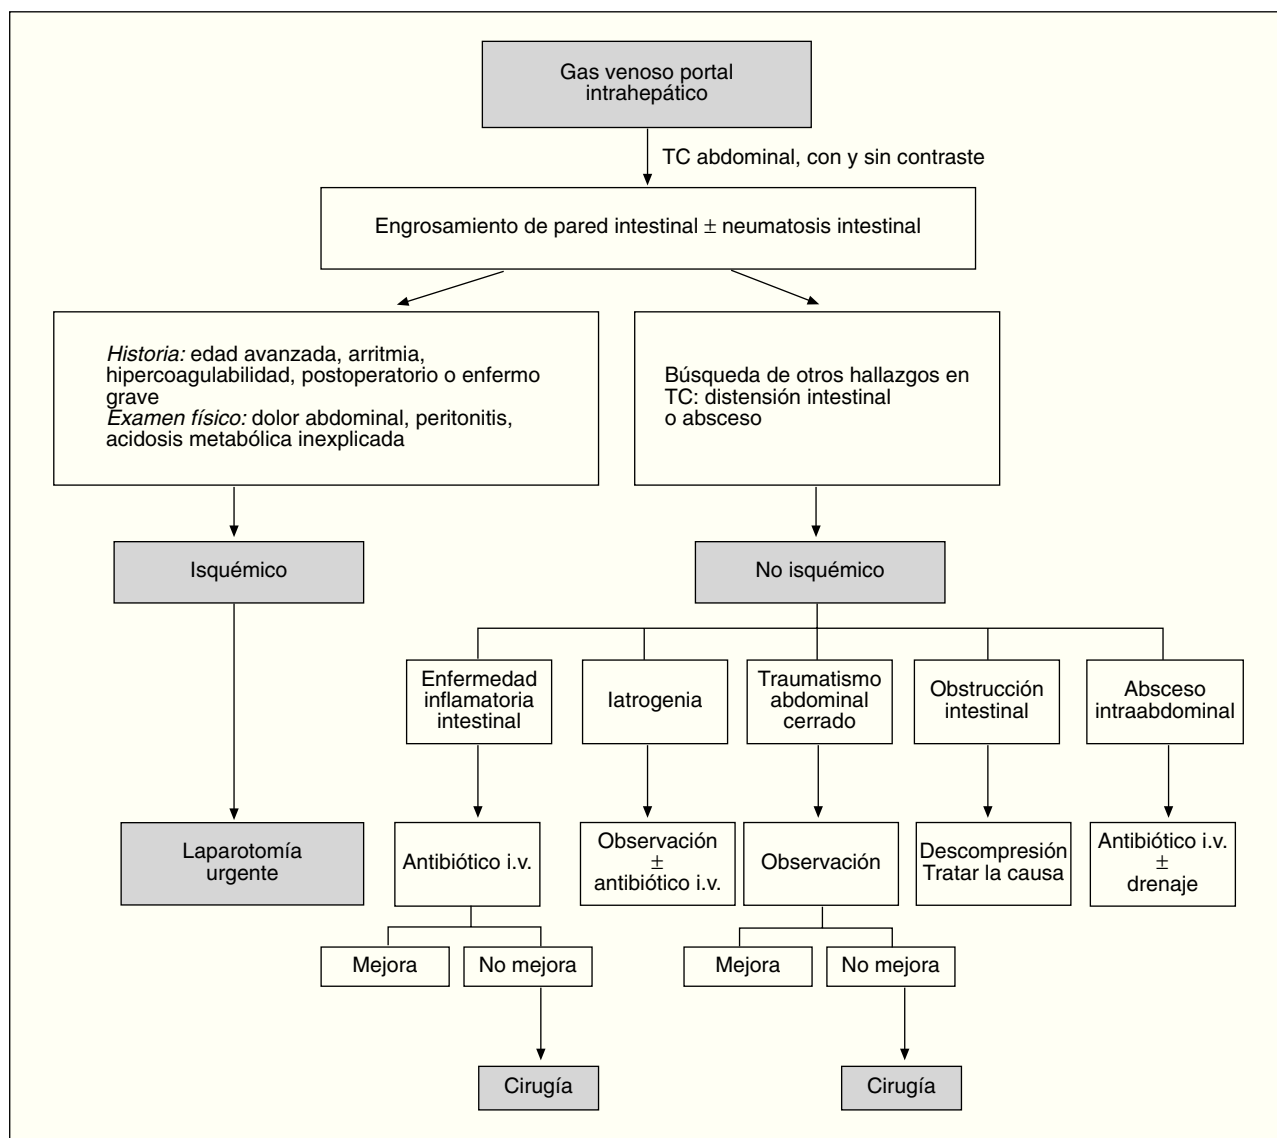 Gas venoso portal
intrahepático
TC abdominal, con y sin contraste
Engrosamiento de pared intestinal ± neumatosis intestinal
Historia: edad avanzada, arritmia,
hipercoagulabilidad, postoperatorio o enfermo
grave
Examen físico: dolor abdominal, peritonitis,
acidosis metabólica inexplicada
Búsqueda de otros hallazgos en
TC: distensión intestinal
o absceso
Isquémico
No isquémico
Enfermedad
inflamatoria
intestinal
Iatrogenia
Traumatismo
abdominal
cerrado
Obstrucción
intestinal
Absceso
intraabdominal
Laparotomía
urgente
Antibiótico i.v.
Observación
±
antibiótico i.v.
Observación
Descompresión
Tratar la causa
Antibiótico i.v.
±
drenaje
Mejora
No mejora
Mejora
No mejora
Cirugía
Cirugía